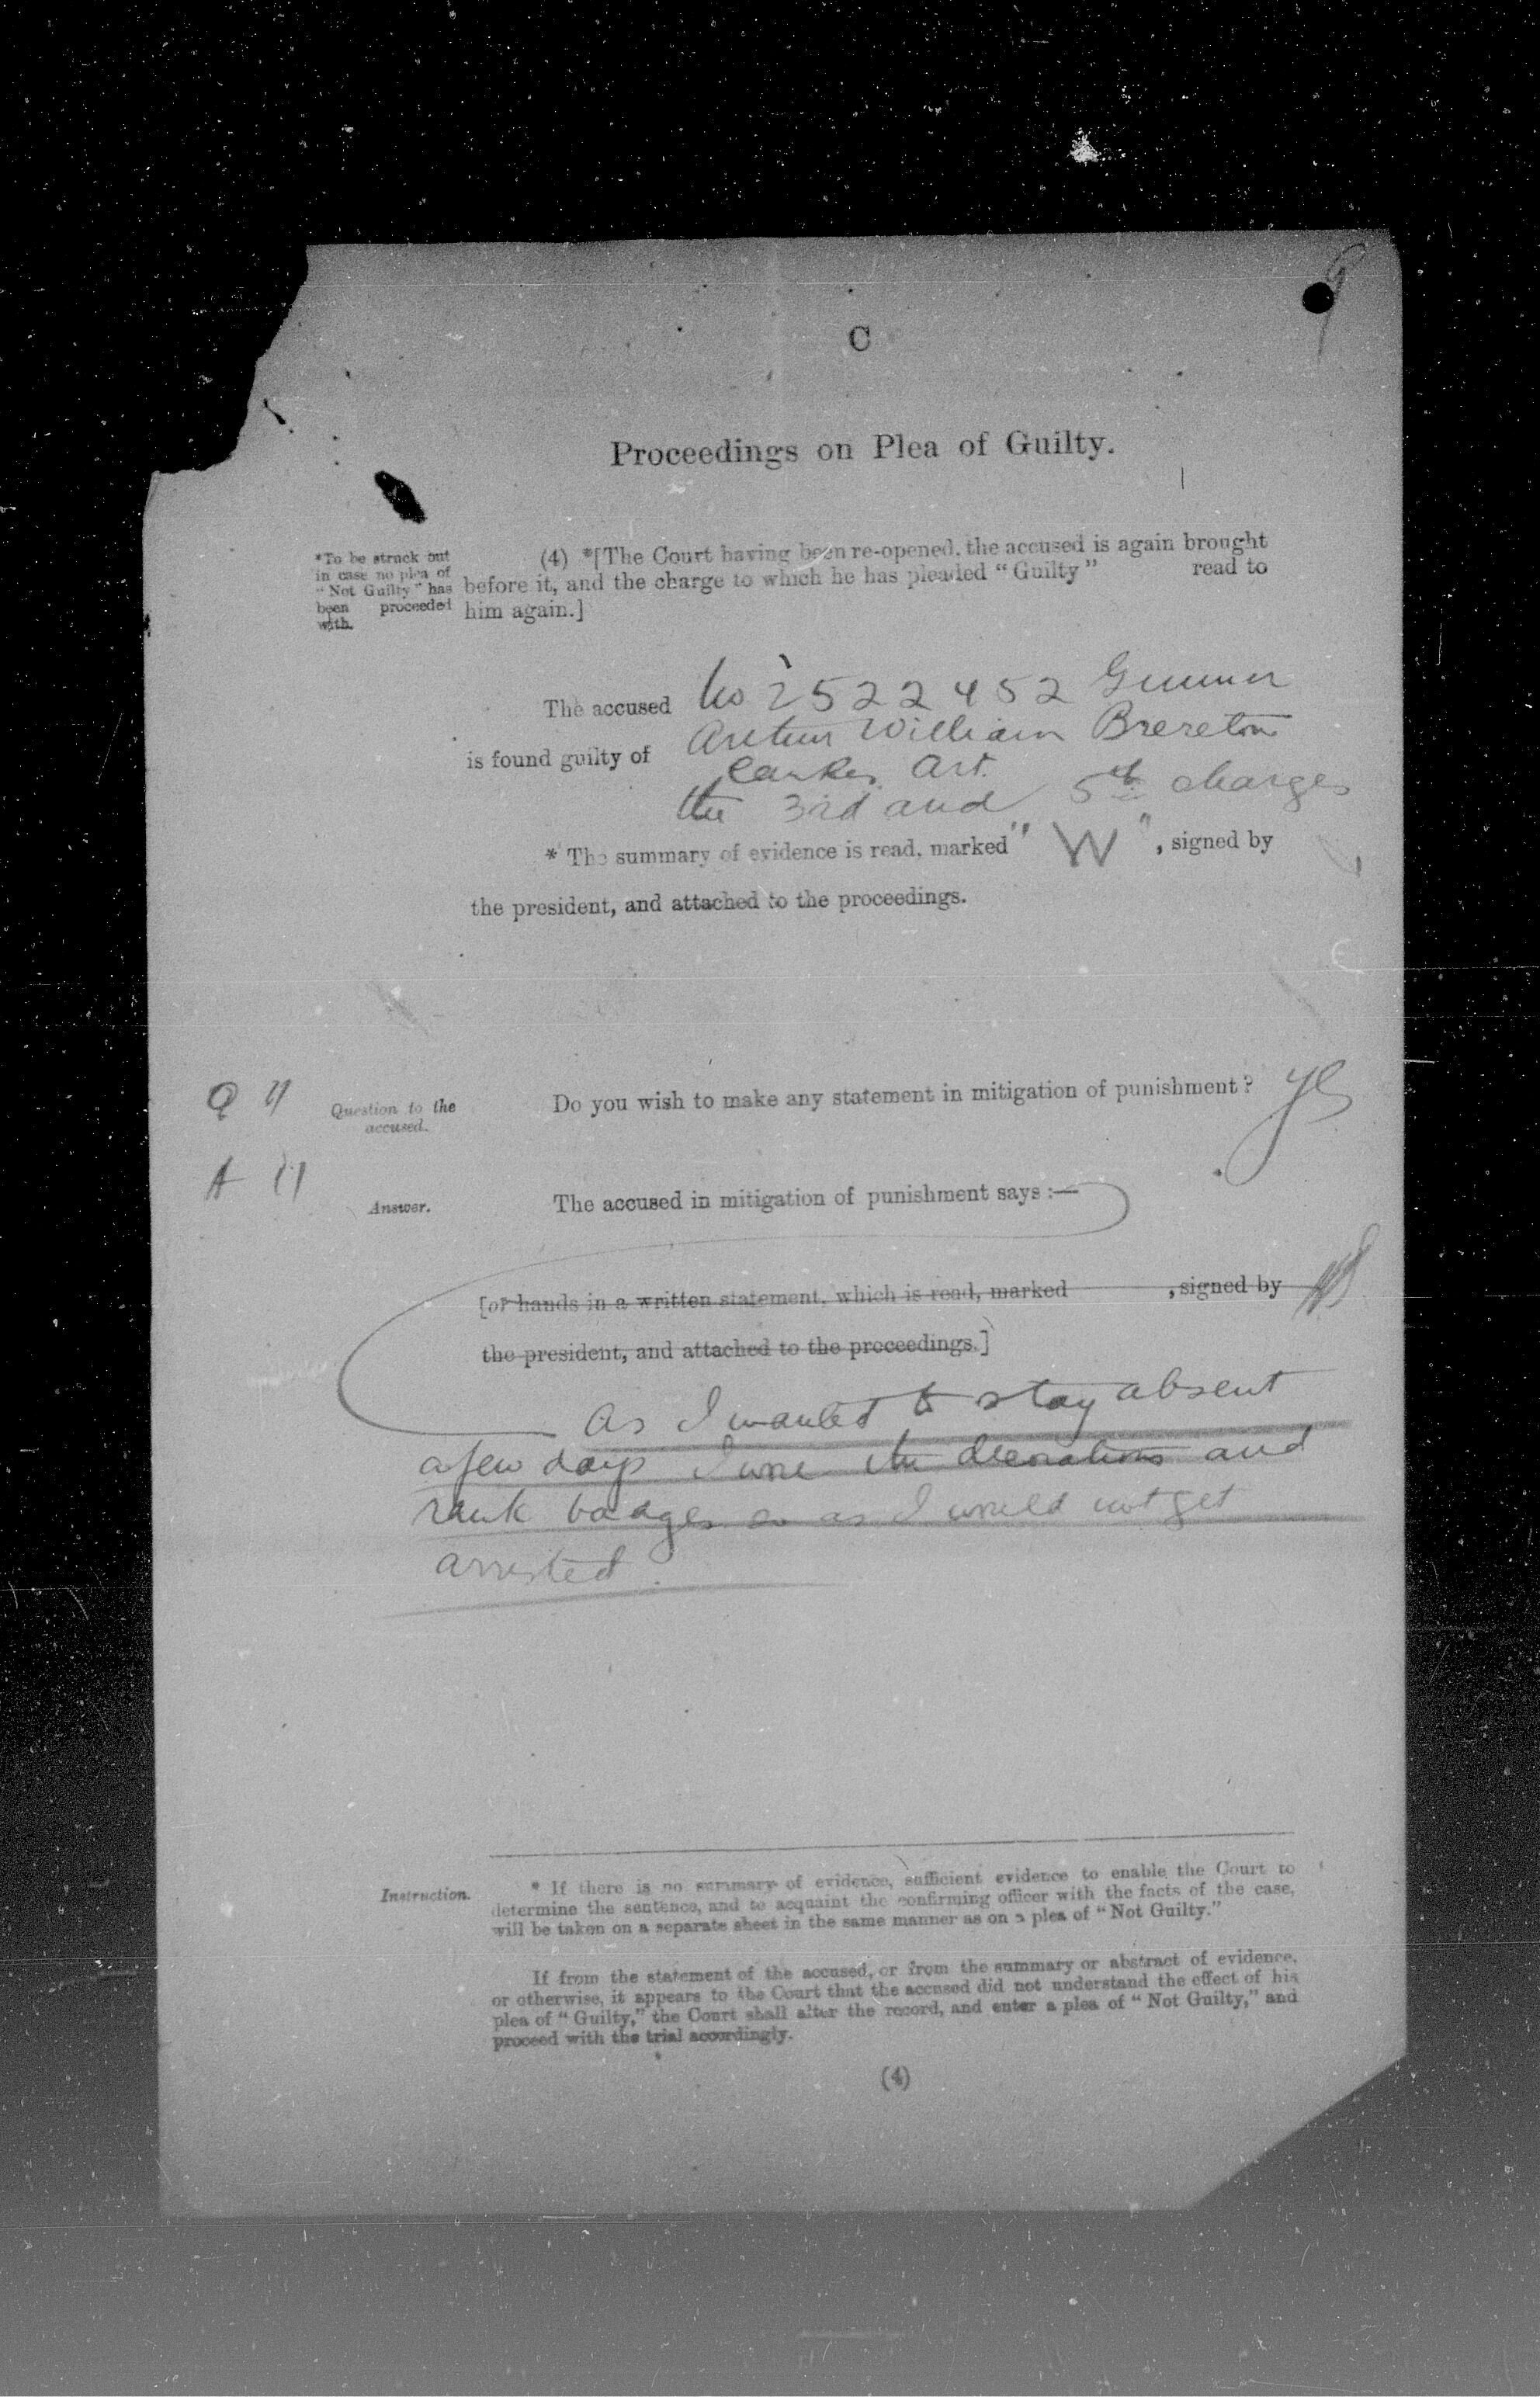 9
C
Proceedings on Plea of Guilty.
*To be struck out
in case no plea of
"Not Guilty" has
been proceeded
with.
(4) *[The Court having been re-opened, the accused is again brought
before it, and the charge to which he has pleaded "Guilty" read to
him again.]
The accused No 2522452 Gunner
is found guilty of Arthur William Brereton
Art.
the 3rd and 5th charges
* The summary of evidence is read, marked "W", signed by
the president, and attached to the proceedings.
Q 11
Question to the
accused.
Do you wish to make any statement in mitigation of punishment? Yes
A 11
Answer.
The accused in mitigation of punishment says :—
[or hands in a written statement, which is read, marked , signed by
the president, and attached to the proceedings.]
As I wanted to stay absent
a few days I wore the decorations and
rank badges so as I would not get
arrested.
Instruction.
* If there is no summary of evidence, sufficient evidence to enable the Court to
determine the sentence, and to acquaint the confirming officer with the facts of the case,
will be taken on a separate sheet in the same manner as on a plea of "Not Guilty."
If from the statement of the accused, or from the summary or abstract of evidence,
or otherwise, it appears to the Court that the accused did not understand the effect of his
plea of "Guilty," the Court shall alter the record, and enter a plea of "Not Guilty," and
proceed with the trial accordingly.
(4)